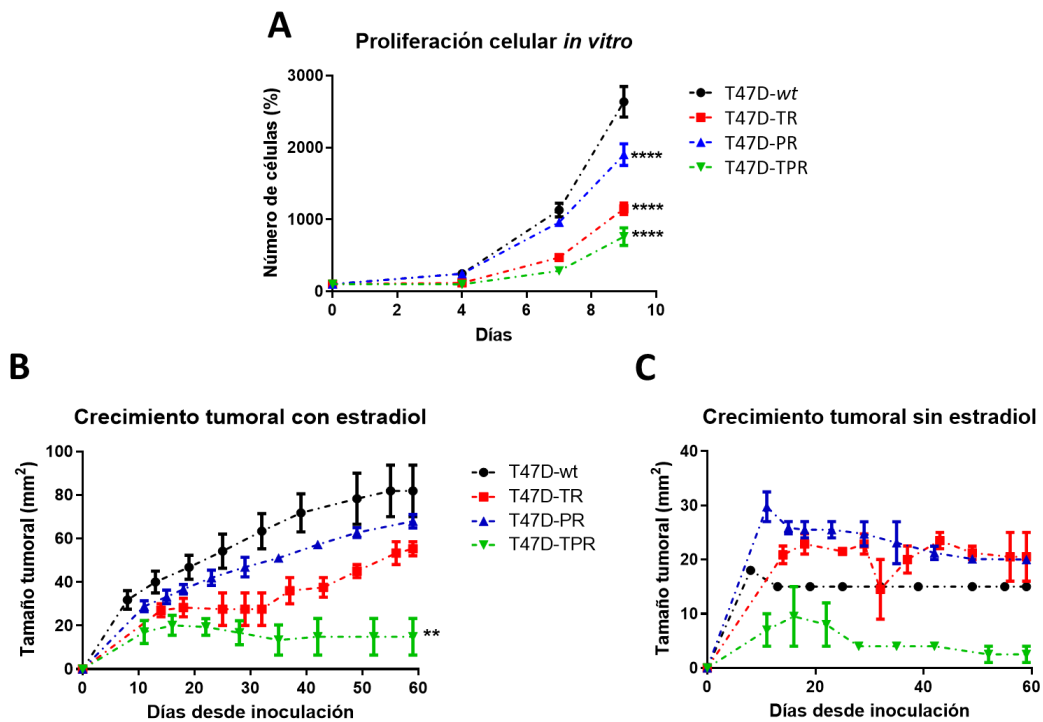 A
Proliferación celular in vitro
Número de células (%)
3000
2000
1000
0
0 2 4 6 8 10
Días
****
****
****
T47D-wt
T47D-TR
T47D-PR
T47D-TPR
B
Crecimiento tumoral con estradiol
Tamaño tumoral (mm²)
100
80
60
40
20
0
0 10 20 30 40 50 60
Días desde inoculación
**
T47D-wt
T47D-TR
T47D-PR
T47D-TPR
C
Crecimiento tumoral sin estradiol
Tamaño tumoral (mm²)
40
30
20
10
0
0 20 40 60
Días desde inoculación